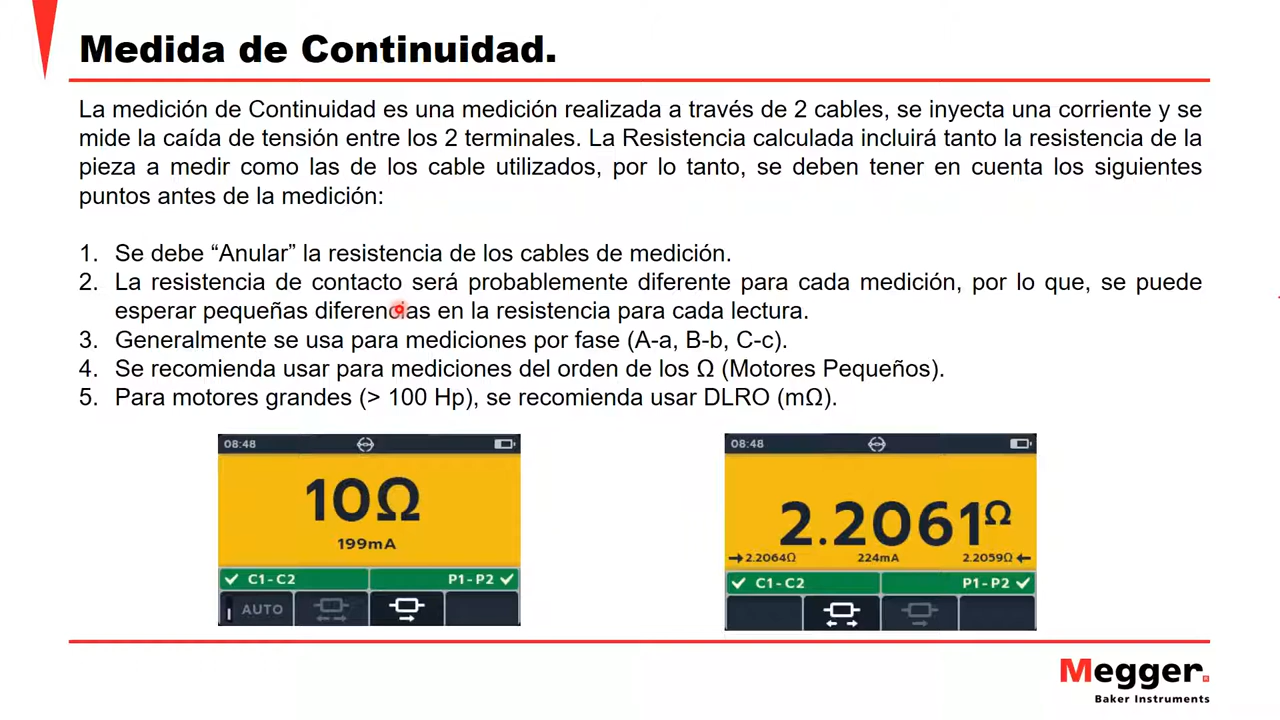 Medida de Continuidad.
La medición de Continuidad es una medición realizada a través de 2 cables, se inyecta una corriente y se
mide la caída de tensión entre los 2 terminales. La Resistencia calculada incluirá tanto la resistencia de la
pieza a medir como las de los cable utilizados, por lo tanto, se deben tener en cuenta los siguientes
puntos antes de la medición:
1. Se debe “Anular” la resistencia de los cables de medición.
2. La resistencia de contacto será probablemente diferente para cada medición, por lo que, se puede
esperar pequeñas diferencias en la resistencia para cada lectura.
3. Generalmente se usa para mediciones por fase (A-a, B-b, C-c).
4. Se recomienda usar para mediciones del orden de los Ω (Motores Pequeños).
5. Para motores grandes (> 100 Hp), se recomienda usar DLRO (mΩ).
08:48
10Ω
199mA
C1-C2 P1-P2
AUTO
08:48
2.2061Ω
2.2064Ω 224mA 2.2059Ω
C1-C2 P1-P2
Megger.
Baker Instruments